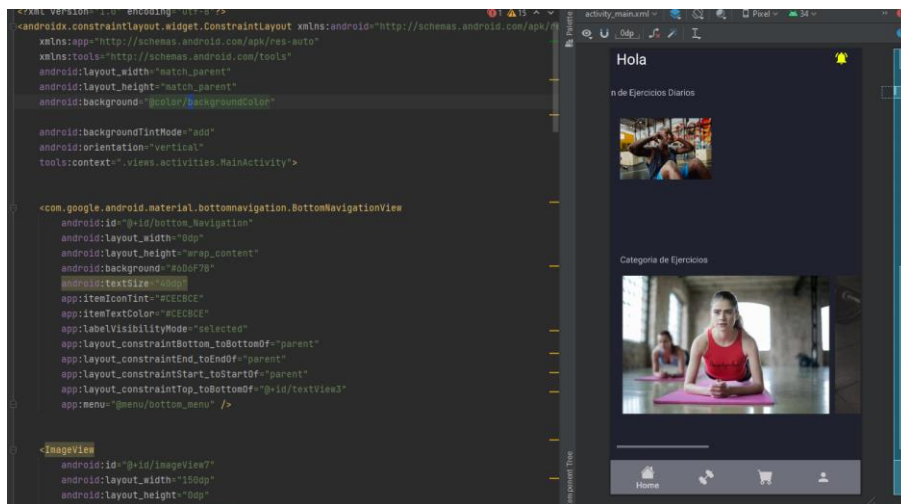 <?xml version="1.0" encoding="utf-8"?>
1 15
<androidx.constraintlayout.widget.ConstraintLayout xmlns:android="http://schemas.android.com/apk/
xmlns:app="http://schemas.android.com/apk/res-auto"
xmlns:tools="http://schemas.android.com/tools"
android:layout_width="match_parent"
android:layout_height="match_parent"
android:background="@color/backgroundColor"
android:backgroundTintMode="add"
android:orientation="vertical"
tools:context=".views.activities.MainActivity">
<com.google.android.material.bottomnavigation.BottomNavigationView
android:id="@+id/bottom_Navigation"
android:layout_width="0dp"
android:layout_height="wrap_content"
android:background="#6D6F7B"
android:textSize="40dp"
app:itemIconTint="#CECBCE"
app:itemTextColor="#CECBCE"
app:labelVisibilityMode="selected"
app:layout_constraintBottom_toBottomOf="parent"
app:layout_constraintEnd_toEndOf="parent"
app:layout_constraintStart_toStartOf="parent"
app:layout_constraintTop_toBottomOf="@+id/textView3"
app:menu="@menu/bottom_menu" />
<ImageView
android:id="@+id/imageView7"
android:layout_width="150dp"
android:layout_height="0dp"
Palette
activity_main.xml
Pixel
34
0dp
Hola
n de Ejercicios Diarios
Categoria de Ejercicios
Home
mponent Tree